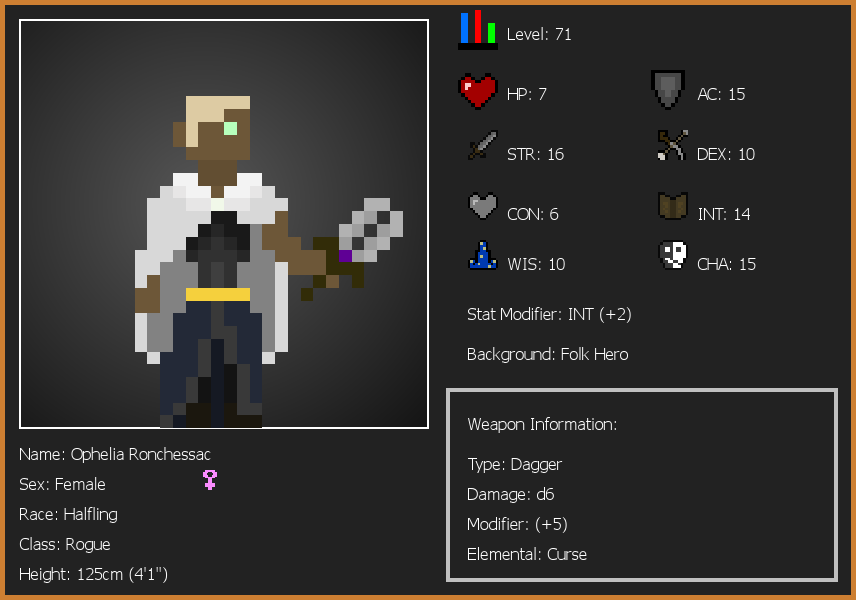 Level: 71
HP: 7
AC: 15
STR: 16
DEX: 10
CON: 6
INT: 14
WIS: 10
CHA: 15
Stat Modifier: INT (+2)
Background: Folk Hero
Weapon Information:
Type: Dagger
Damage: d6
Modifier: (+5)
Elemental: Curse
Name: Ophelia Ronchessac
Sex: Female
Race: Halfling
Class: Rogue
Height: 125cm (4'1")